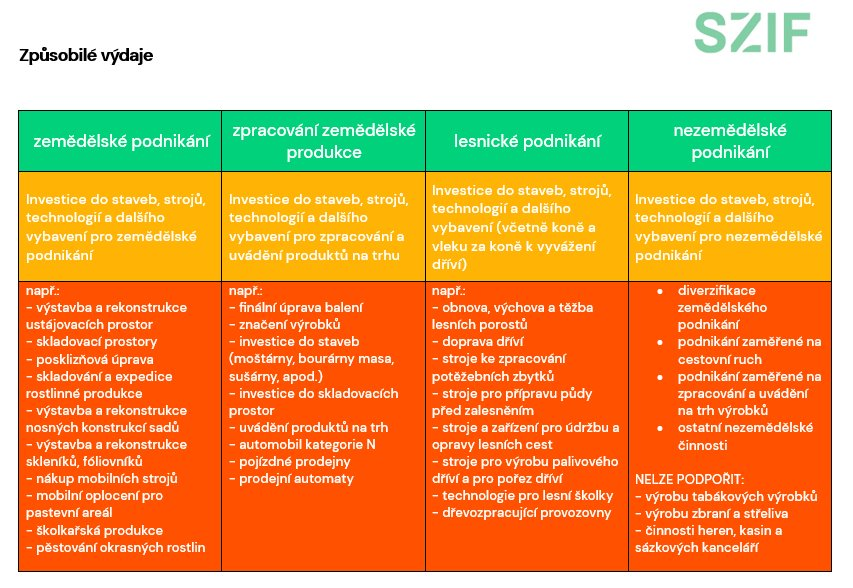 SZIF
Způsobilé výdaje
zemědělské podnikání
zpracování zemědělské
produkce
lesnické podnikání
nezemědělské
podnikání
Investice do staveb, strojů,
technologií a dalšího
vybavení pro zemědělské
podnikání
Investice do staveb, strojů,
technologií a dalšího
vybavení pro zpracování a
uvádění produktů na trhu
Investice do staveb, strojů,
technologií a dalšího
vybavení (včetně koně a
vleku za koně k vyvážení
dříví)
Investice do staveb, strojů,
technologií a dalšího
vybavení pro nezemědělské
podnikání
např.:
- výstavba a rekonstrukce
ustájovacích prostor
- skladovací prostory
- posklizňová úprava
- skladování a expedice
rostlinné produkce
- výstavba a rekonstrukce
nosných konstrukcí sadů
- výstavba a rekonstrukce
skleníků, fóliovníků
- nákup mobilních strojů
- mobilní oplocení pro
pastevní areál
- školkařská produkce
- pěstování okrasných rostlin
např.:
- finální úprava balení
- značení výrobků
- investice do staveb
(moštárny, bourárny masa,
sušárny, apod.)
- investice do skladovacích
prostor
- uvádění produktů na trh
- automobil kategorie N
- pojízdné prodejny
- prodejní automaty
např.:
- obnova, výchova a těžba
lesních porostů
- doprava dříví
- stroje ke zpracování
potěžebních zbytků
- stroje pro přípravu půdy
před zalesněním
- stroje a zařízení pro údržbu a
opravy lesních cest
- stroje pro výrobu palivového
dříví a pro pořez dříví
- technologie pro lesní školky
- dřevozpracující provozovny
• diverzifikace
zemědělského
podnikání
• podnikání zaměřené na
cestovní ruch
• podnikání zaměřené na
zpracování a uvádění
na trh výrobků
• ostatní nezemědělské
činnosti
NELZE PODPOŘIT:
- výrobu tabákových výrobků
- výrobu zbraní a střeliva
- činnosti heren, kasin a
sázkových kanceláří